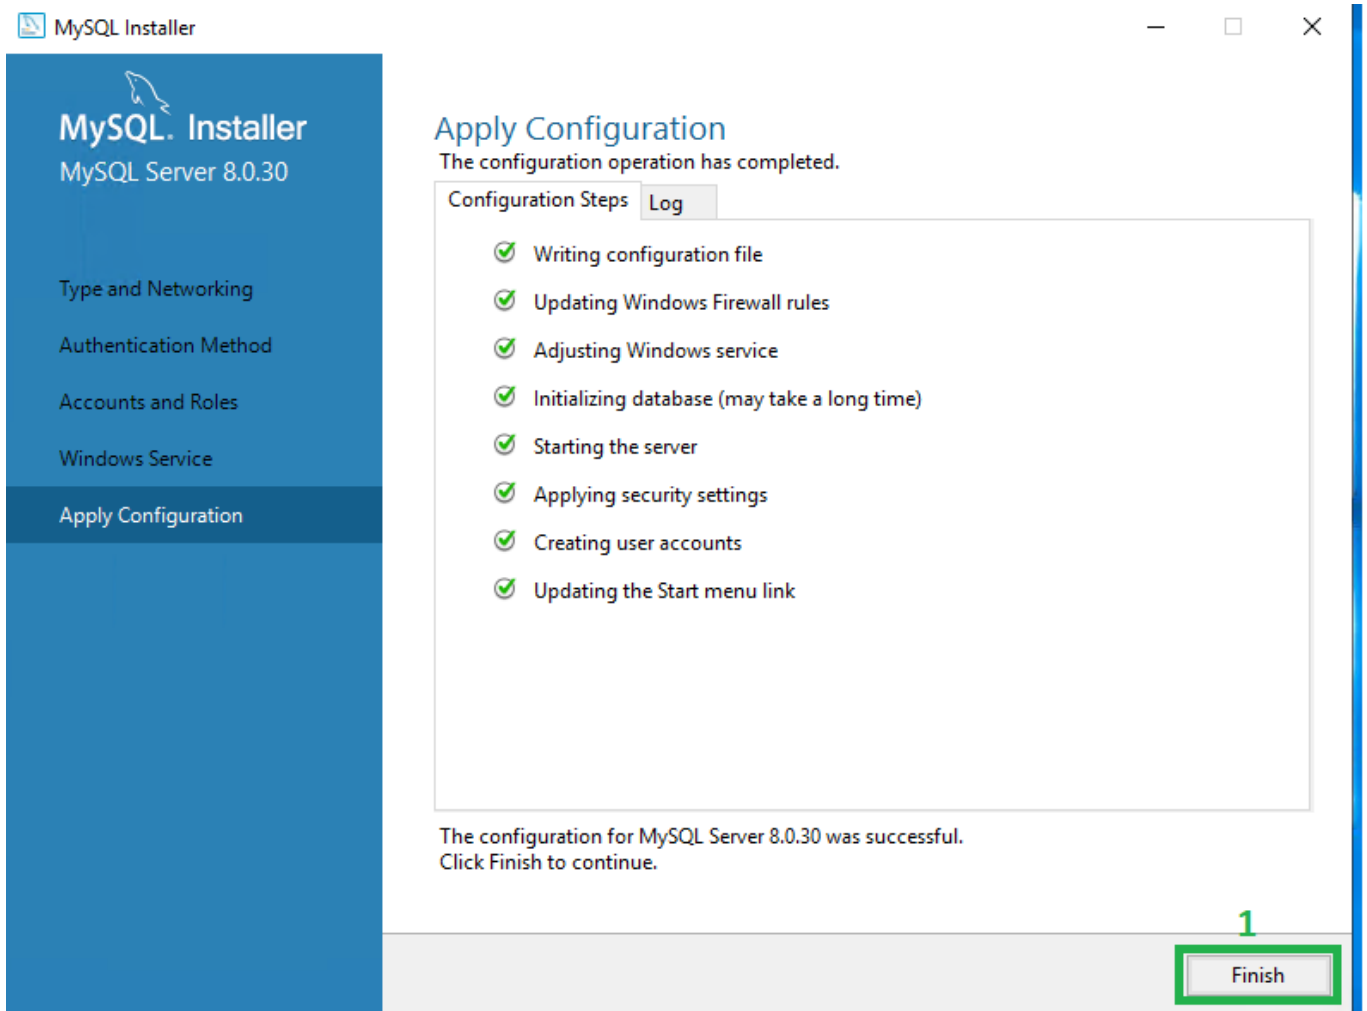 MySQL Installer
MySQL. Installer
MySQL Server 8.0.30
Type and Networking
Authentication Method
Accounts and Roles
Windows Service
Apply Configuration
Apply Configuration
The configuration operation has completed.
Configuration Steps Log
Writing configuration file
Updating Windows Firewall rules
Adjusting Windows service
Initializing database (may take a long time)
Starting the server
Applying security settings
Creating user accounts
Updating the Start menu link
The configuration for MySQL Server 8.0.30 was successful.
Click Finish to continue.
1
Finish